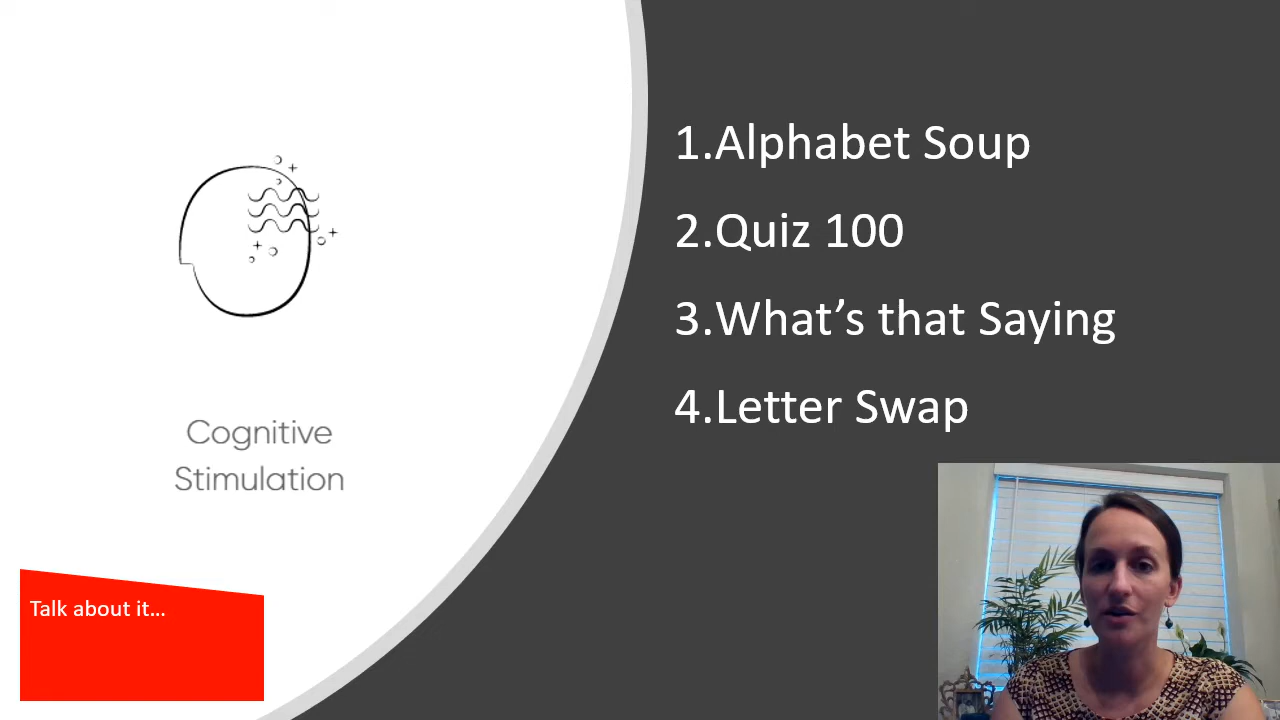 1.Alphabet Soup
2.Quiz 100
3.What’s that Saying
4.Letter Swap
Cognitive
Stimulation
Talk about it...